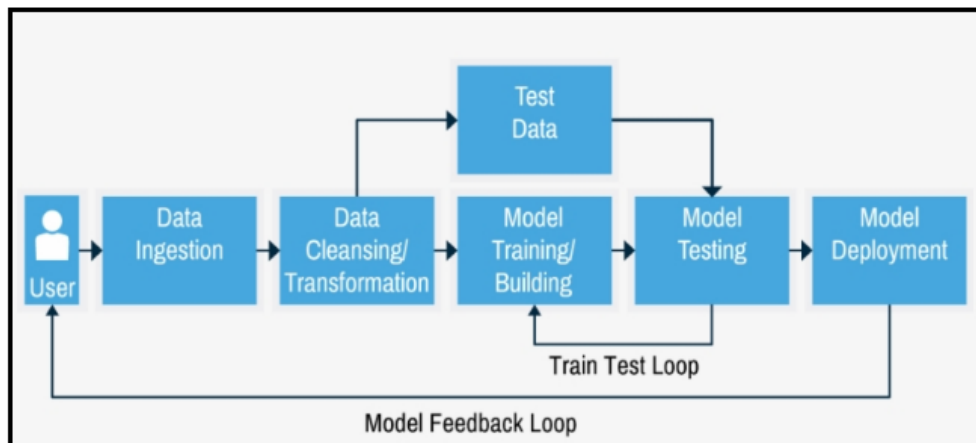 Test
Data
User
Data
Ingestion
Data
Cleansing/
Transformation
Model
Training/
Building
Model
Testing
Model
Deployment
Train Test Loop
Model Feedback Loop